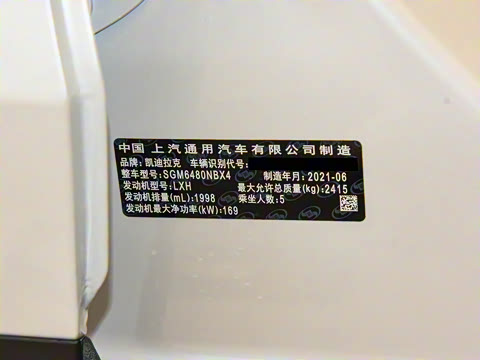 中国 上汽通用汽车有限公司制造
品牌:凯迪拉克 车辆识别代号:
整车型号:SGM6480NBX4 制造年月:2021-06
发动机型号:LXH 最大允许总质量(kg):2415
发动机排量(mL):1998 乘坐人数:5
发动机最大净功率(kW):169